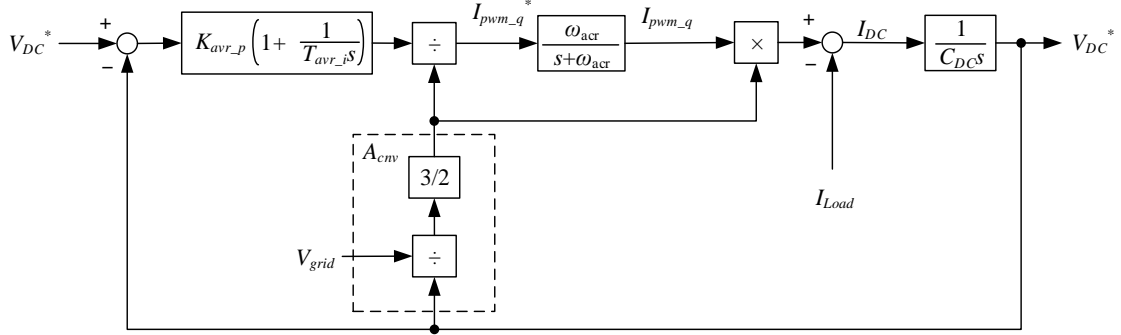 V_DC^*
+
−
K_avr_p (1+ 1/(T_avr_i s))
÷
I_pwm_q^*
ω_acr/(s+ω_acr)
I_pwm_q
×
+
−
I_DC
1/(C_DC s)
V_DC^*
A_cnv
3/2
I_Load
V_grid
÷